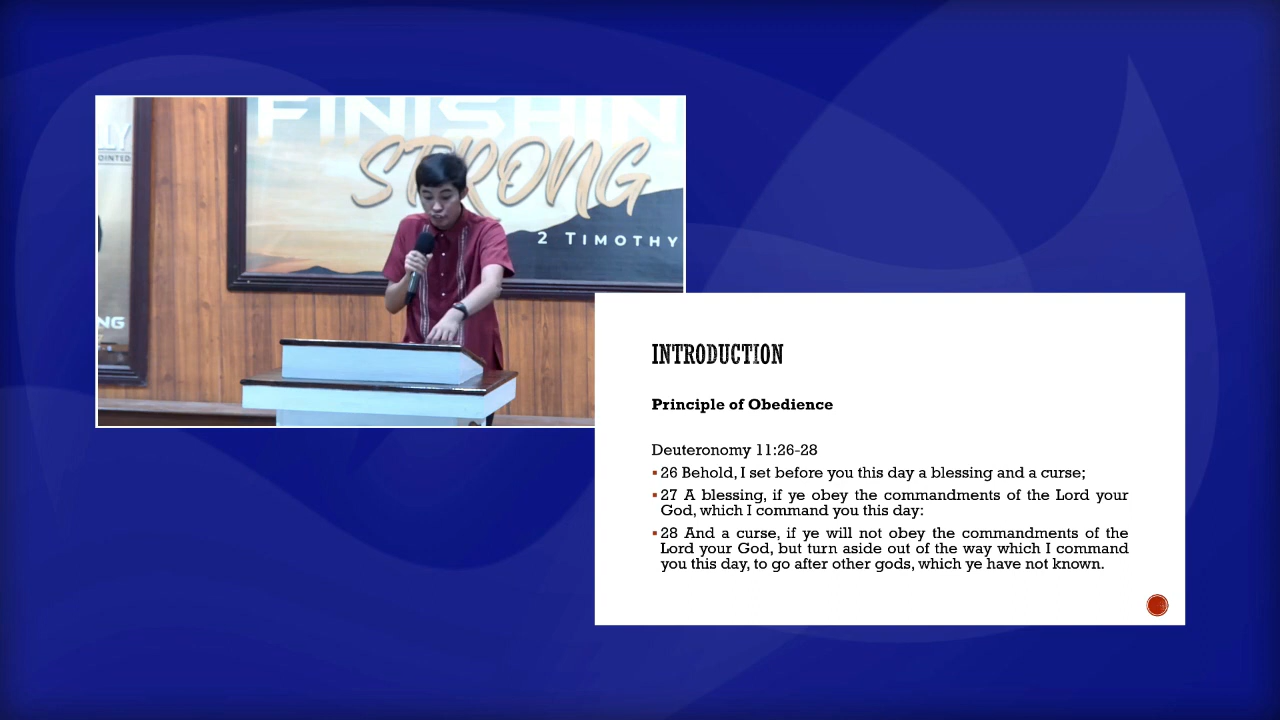 LY
OINTED
NG
FINISHIN
STRONG
2 TIMOTHY
INTRODUCTION
Principle of Obedience
Deuteronomy 11:26-28
▪26 Behold, I set before you this day a blessing and a curse;
▪27 A blessing, if ye obey the commandments of the Lord your
God, which I command you this day:
▪28 And a curse, if ye will not obey the commandments of the
Lord your God, but turn aside out of the way which I command
you this day, to go after other gods, which ye have not known.